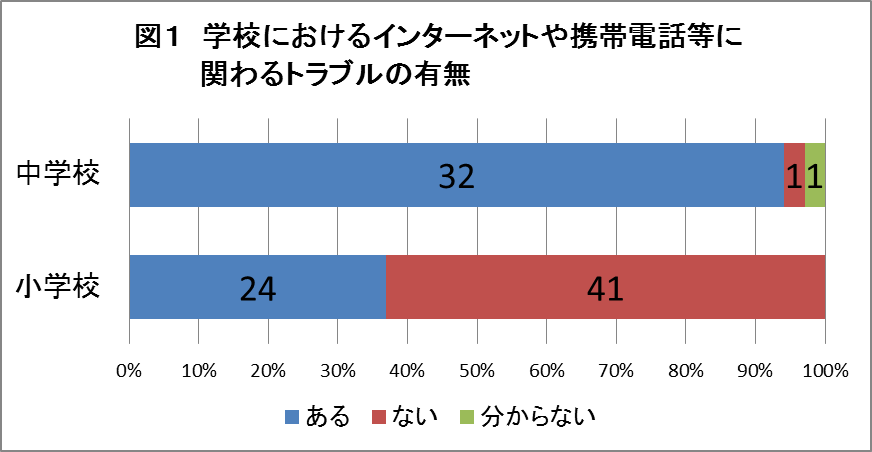 図１　学校におけるインターネットや携帯電話等に
関わるトラブルの有無
中学校 32 1 1
小学校 24 41
0% 10% 20% 30% 40% 50% 60% 70% 80% 90% 100%
ある ない 分からない